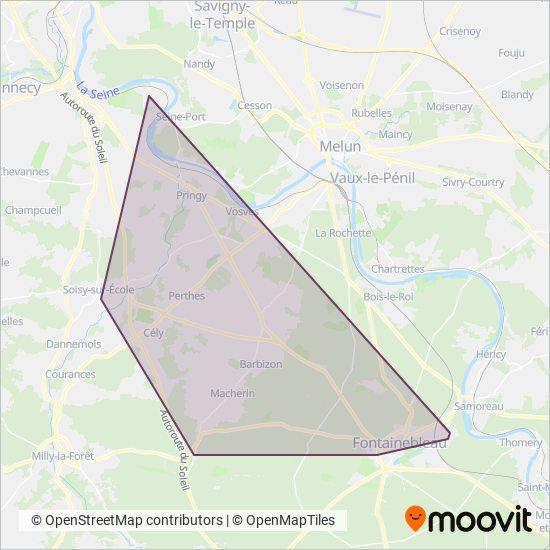 Savigny-
le-Temple
Réau
Crisenoy
Fouju
Nandy
Voisenon
Blandy
nnecy
La Seine
Cesson
Rubelles
Moisenay
Seine-Port
Maincy
Autoroute du Soleil
Melun
Chevannes
Vaux-le-Pénil
Sivry-Courtry
Pringy
Champcueil
Vosves
La Rochette
Chartrettes
Soisy-sur-École
Perthes
Bois-le-Roi
elles
Cély
Féri
Dannemois
Héricy
Barbizon
Courances
Macherin
Samoreau
Autoroute du Soleil
Fontainebleau
Thomery
Milly-la-Forêt
Saint-M
© OpenStreetMap contributors | © OpenMapTiles
moovit